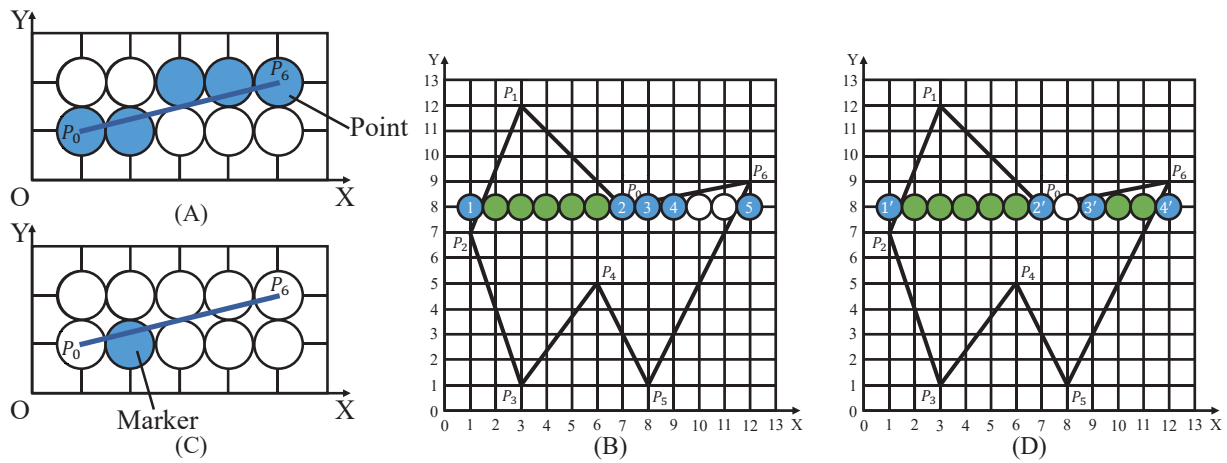 Y
P₀
P₆
Point
O
X
(A)
Y
P₀
P₆
O
Marker
X
(C)
Y
13
12
11
10
9
8
7
6
5
4
3
2
1
0
P₁
P₀
P₆
1
2
3
4
5
P₂
P₄
P₃
P₅
1 2 3 4 5 6 7 8 9 10 11 12 13
X
(B)
Y
13
12
11
10
9
8
7
6
5
4
3
2
1
0
P₁
P₀
P₆
1′
2′
3′
4′
P₂
P₄
P₃
P₅
1 2 3 4 5 6 7 8 9 10 11 12 13
X
(D)